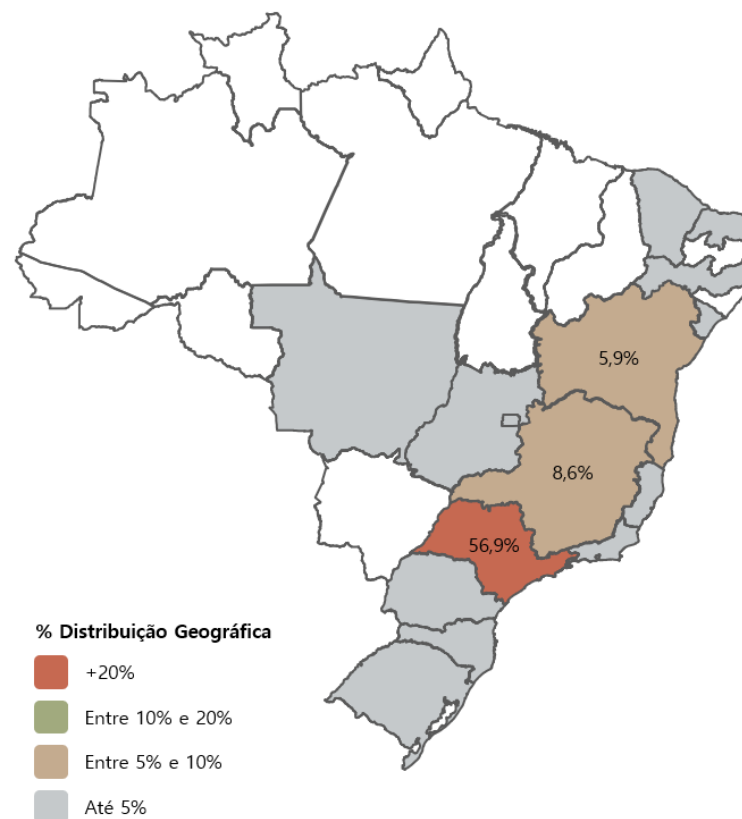 5,9%
8,6%
56,9%
% Distribuição Geográfica
+20%
Entre 10% e 20%
Entre 5% e 10%
Até 5%